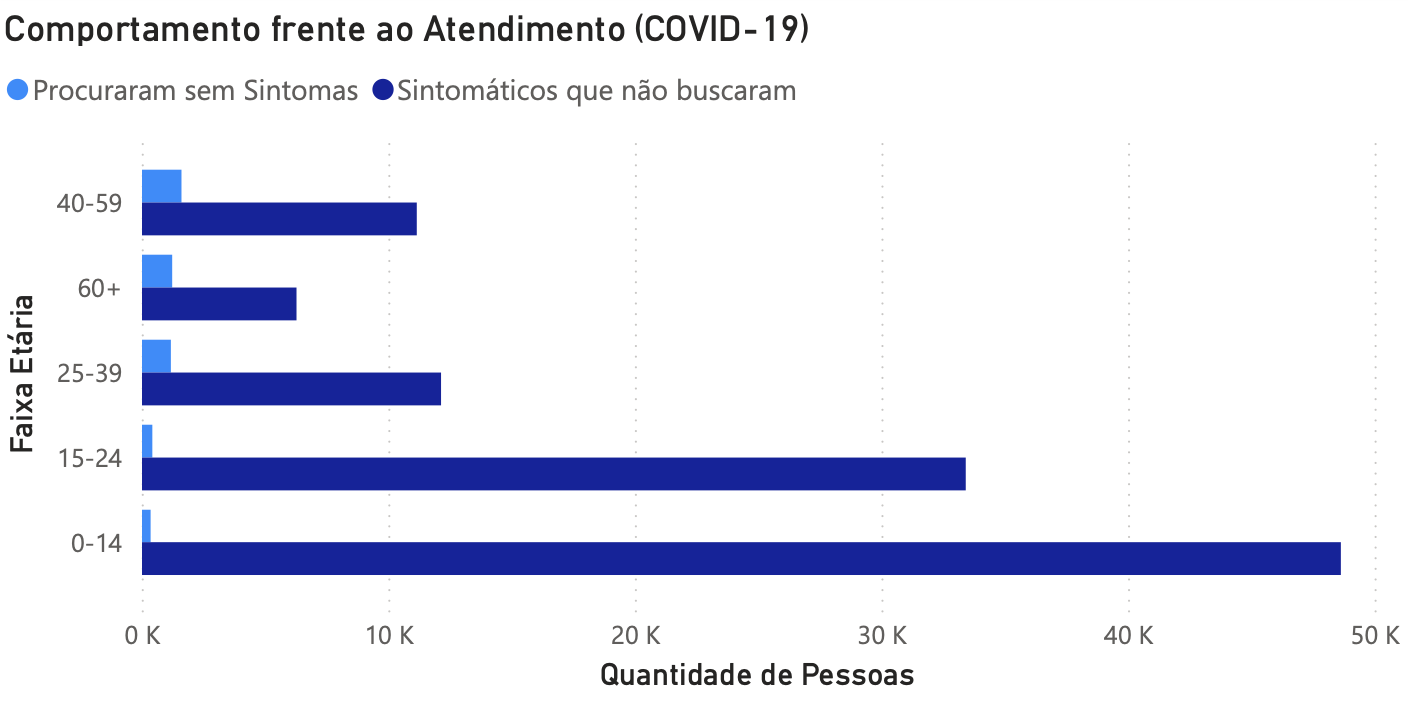 Comportamento frente ao Atendimento (COVID-19)
Procuraram sem Sintomas Sintomáticos que não buscaram
Faixa Etária
40-59
60+
25-39
15-24
0-14
0 K 10 K 20 K 30 K 40 K 50 K
Quantidade de Pessoas